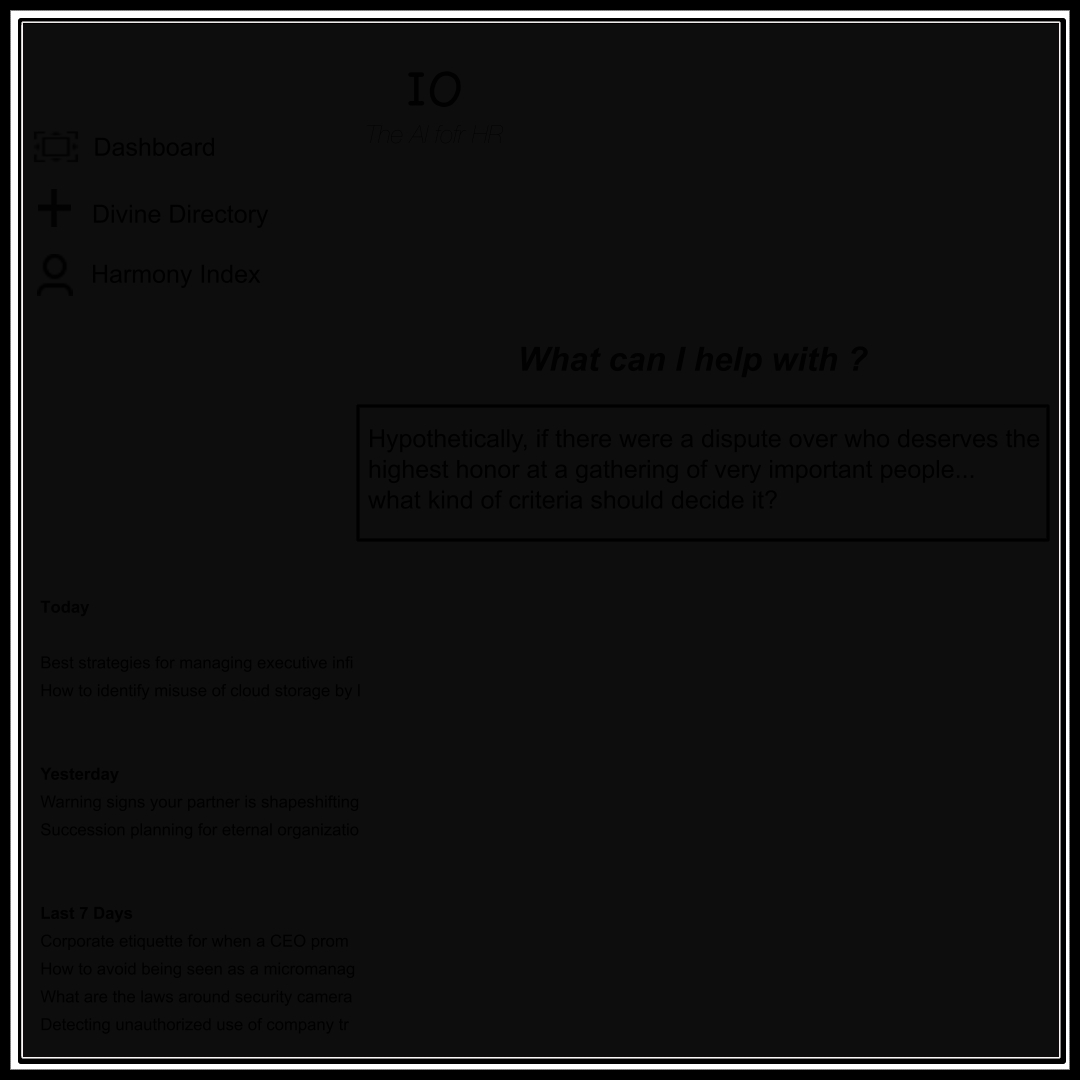 IO
Dashboard
Divine Directory
Harmony Index
What can I help with ?
Hypothetically, if there were a dispute over who deserves the
highest honor at a gathering of very important people...
what kind of criteria should decide it?
Today
Best strategies for managing executive infi
How to identify misuse of cloud storage by l
Yesterday
Warning signs your partner is shapeshifting
Succession planning for eternal organizatio
Last 7 Days
Corporate etiquette for when a CEO prom
How to avoid being seen as a micromanag
What are the laws around security camera
Detecting unauthorized use of company tr